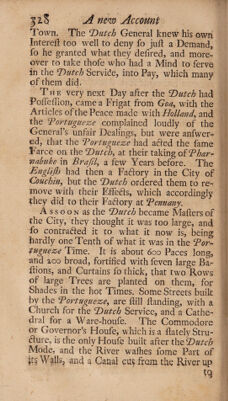 328 A new Account
Town. The Dutch General knew his own
Interest too well to deny so just a Demand,
so he granted what they desired, and more-
over to take those who had a Mind to serve
in the Dutch Service, into Pay, which many
of them did.
THE very next Day after the Dutch had
Possession, came a Frigat from Goa, with the
Articles of the Peace made with Holland, and
the Portugueze complained loudly of the
General's unfair Dealings, but were answer-
ed, that the Portugueze had acted the same
Farce on the Dutch, at their taking of Phar-
nabuke in Brasil, a few Years before. The
English had then a Factory in the City of
Couchin, but the Dutch ordered them to re-
move with their Effects, which accordingly
they did to their Factory at Pennany.
AS SOON as the Dutch became Masters of
the City, they thought it was too large, and
so contracted it to what it now is, being
hardly one Tenth of what it was in the Por-
tugueze Time. It is about 600 Paces long,
and 200 broad, fortified with seven large Ba-
stions, and Curtains so thick, that two Rows
of large Trees are planted on them, for
Shades in the hot Times. Some Streets built
by the Portugueze, are still standing, with a
Church for the Dutch Service, and a Cathe-
dral for a Ware-house. The Commodore
or Governor's House, which is a stately Stru-
cture, is the only House built after the Dutch
Mode, and the River washes some Part of
its Walls, and a Canal cut from the River up
to